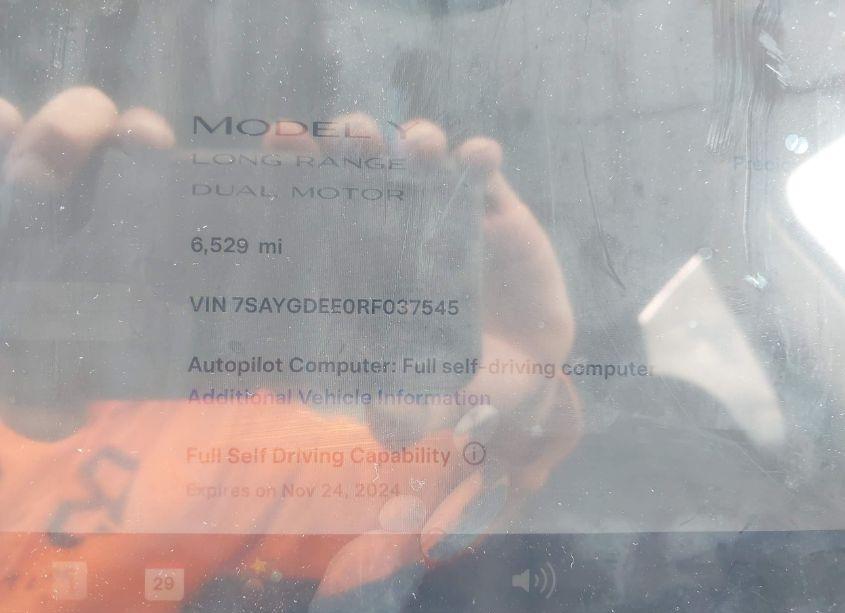 MODEL Y
LONG RANGE
DUAL MOTOR
6,529 mi
VIN 7SAYGDEE0RF037545
Autopilot Computer: Full self-driving computer
Additional Vehicle Information
Full Self Driving Capability
Expires on Nov 24, 2024
29